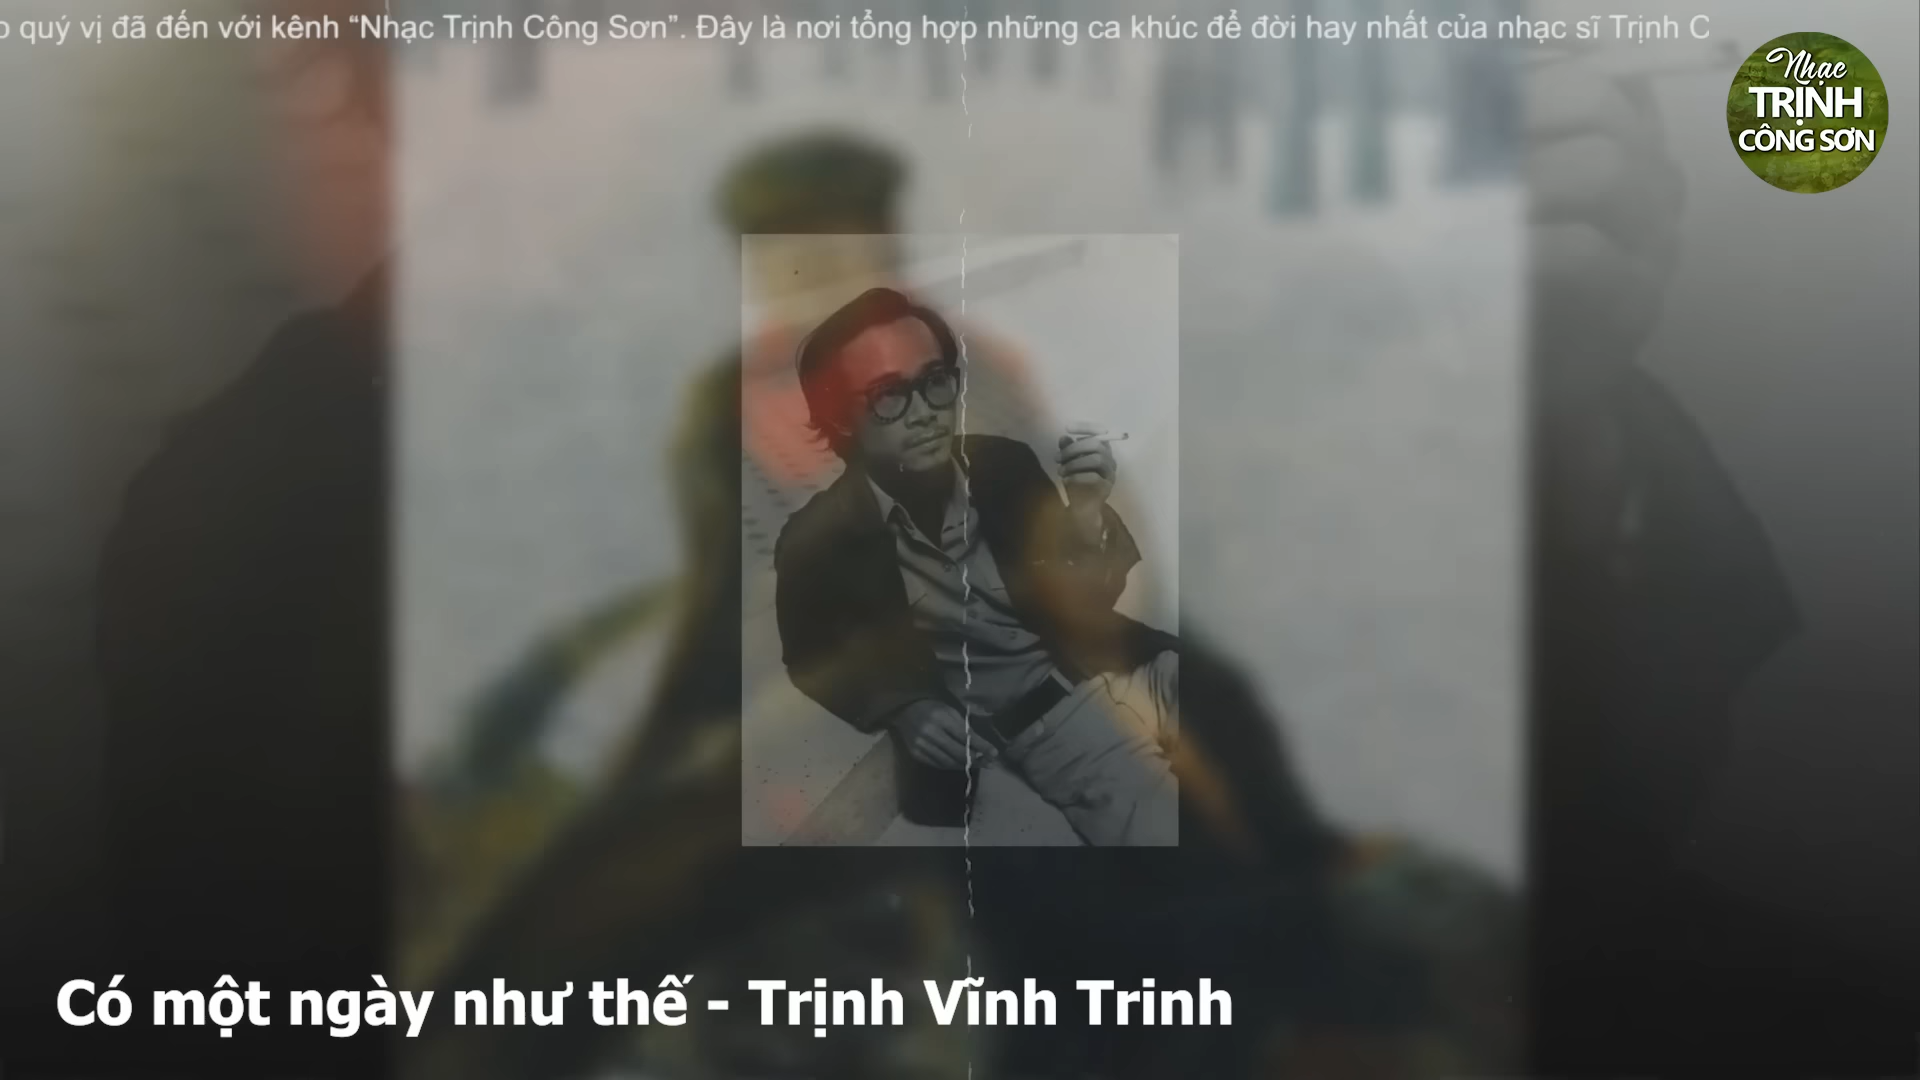 quý vị đã đến với kênh “Nhạc Trịnh Công Sơn”. Đây là nơi tổng hợp những ca khúc để đời hay nhất của nhạc sĩ Trịnh C
Nhạc
TRỊNH
CÔNG SƠN
Có một ngày như thế - Trịnh Vĩnh Trinh